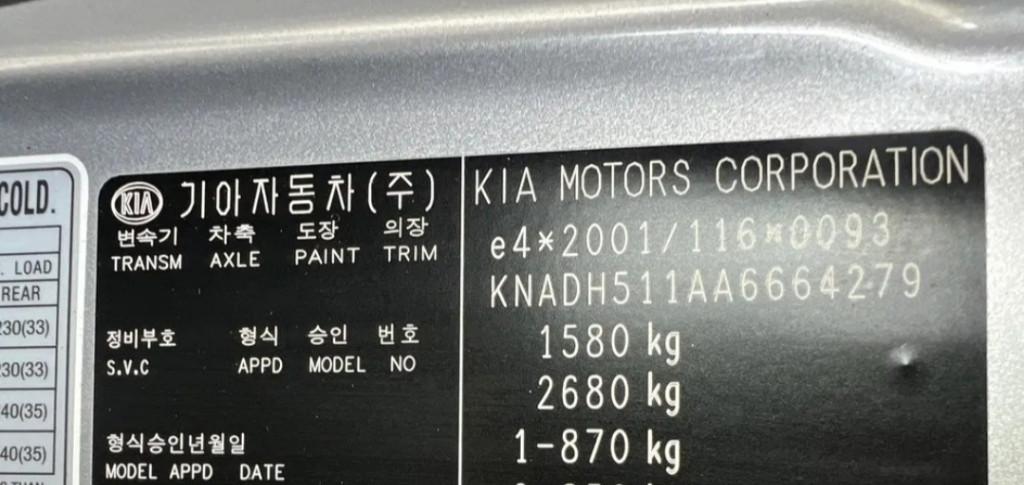 COLD.
. LOAD
REAR
230(33)
230(33)
40(35)
40(35)
KIA 기아자동차(주)
변속기 차축 도장 의장
TRANSM AXLE PAINT TRIM
정비부호 형식 승인 번호
S.V.C APPD MODEL NO
형식승인년월일
MODEL APPD DATE
KIA MOTORS CORPORATION
e4*2001/116*0093
KNADH511AA6664279
1580 kg
2680 kg
1-870 kg